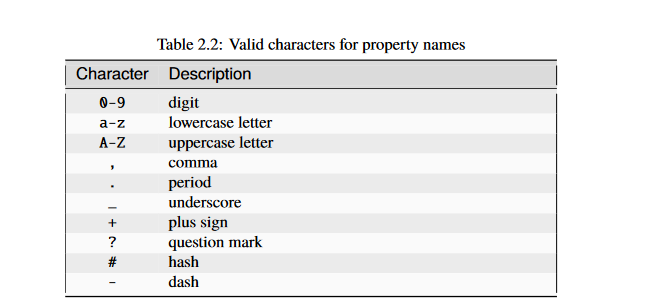 Table 2.2: Valid characters for property names
Character Description
0-9 digit
a-z lowercase letter
A-Z uppercase letter
, comma
. period
_ underscore
+ plus sign
? question mark
# hash
- dash